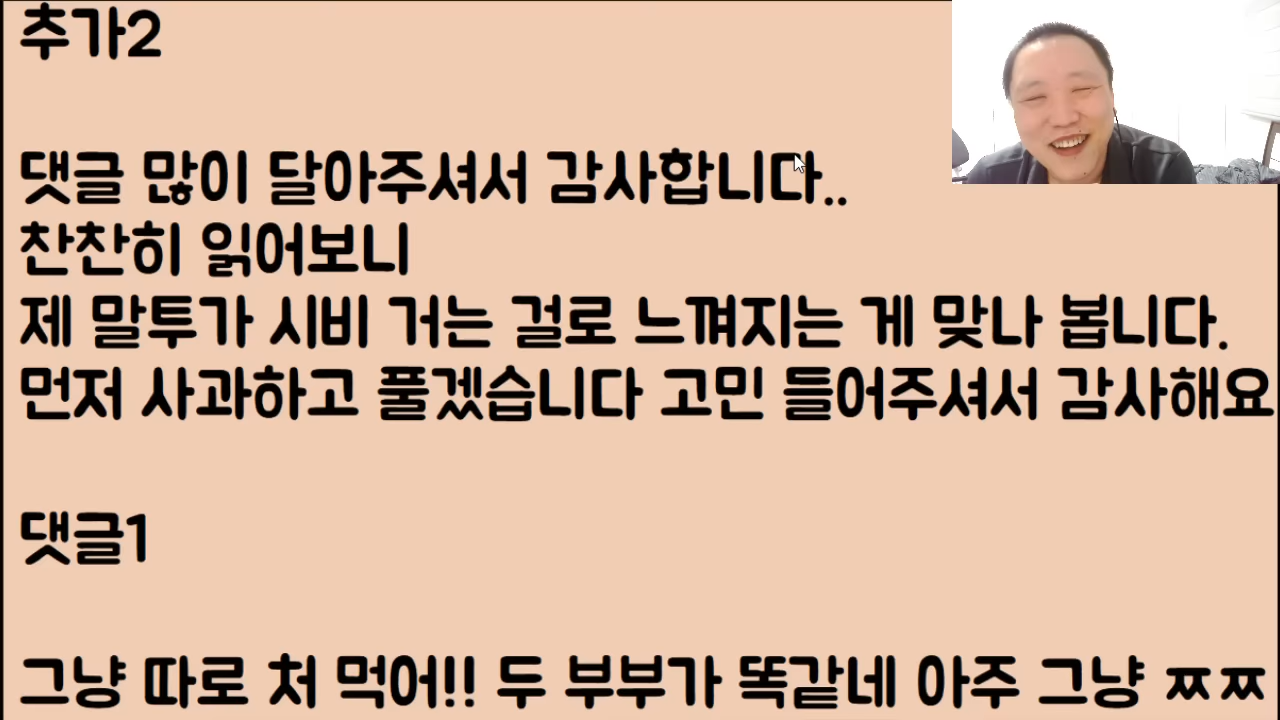 추가2
댓글 많이 달아주셔서 감사합니다..
찬찬히 읽어보니
제 말투가 시비 거는 걸로 느껴지는 게 맞나 봅니다.
먼저 사과하고 풀겠습니다 고민 들어주셔서 감사해요
댓글1
그냥 따로 처 먹어!! 두 부부가 똑같네 아주 그냥 ㅉㅉ